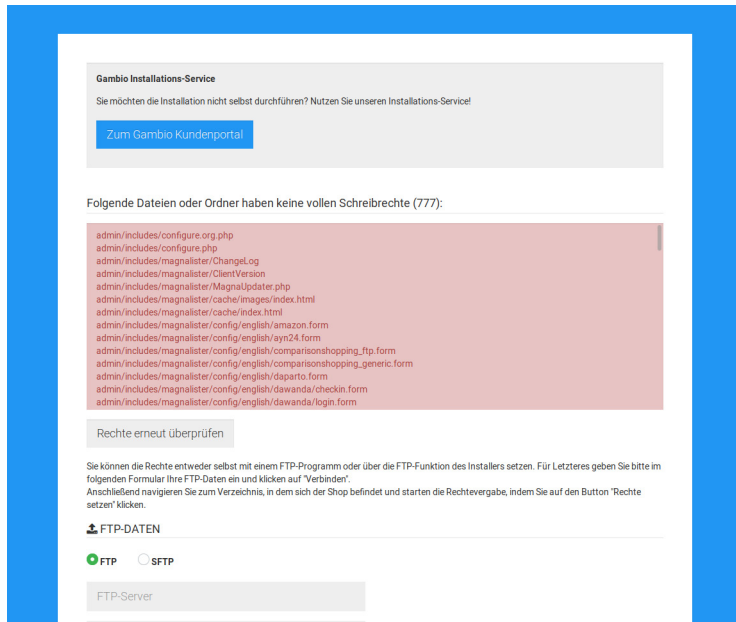 Gambio Installations-Service
Sie möchten die Installation nicht selbst durchführen? Nutzen Sie unseren Installations-Service!
Zum Gambio Kundenportal
Folgende Dateien oder Ordner haben keine vollen Schreibrechte (777):
admin/includes/configure.org.php
admin/includes/configure.php
admin/includes/magnalister/ChangeLog
admin/includes/magnalister/ClientVersion
admin/includes/magnalister/MagnaUpdater.php
admin/includes/magnalister/cache/images/index.html
admin/includes/magnalister/cache/index.html
admin/includes/magnalister/config/english/amazon.form
admin/includes/magnalister/config/english/ayn24.form
admin/includes/magnalister/config/english/comparisonshopping_ftp.form
admin/includes/magnalister/config/english/comparisonshopping_generic.form
admin/includes/magnalister/config/english/daparto.form
admin/includes/magnalister/config/english/dawanda/checkin.form
admin/includes/magnalister/config/english/dawanda/login.form
Rechte erneut überprüfen
Sie können die Rechte entweder selbst mit einem FTP-Programm oder über die FTP-Funktion des Installers setzen. Für Letzteres geben Sie bitte im
folgenden Formular Ihre FTP-Daten ein und klicken auf "Verbinden".
Anschließend navigieren Sie zum Verzeichnis, in dem sich der Shop befindet und starten die Rechtevergabe, indem Sie auf den Button "Rechte
setzen" klicken.
FTP-DATEN
FTP SFTP
FTP-Server